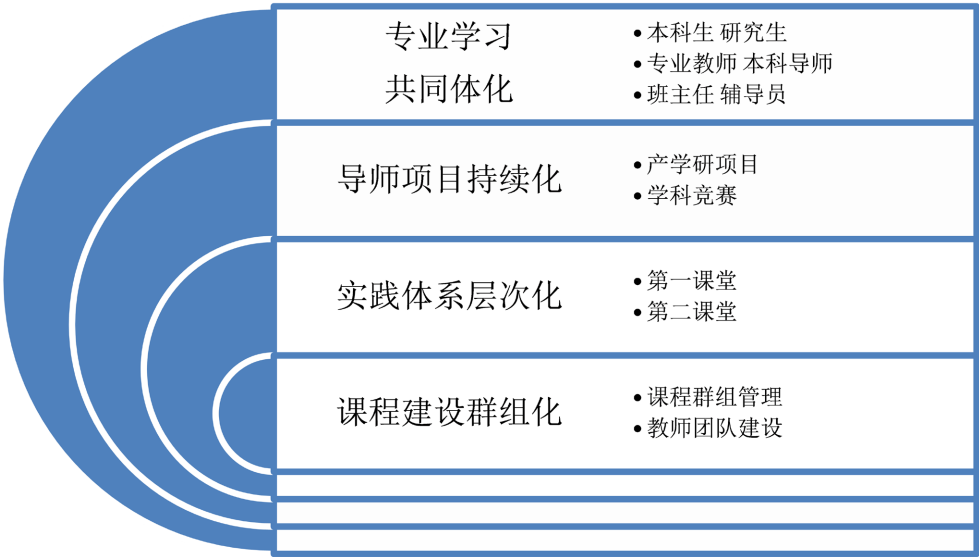 专业学习
共同体化
• 本科生 研究生
• 专业教师 本科导师
• 班主任 辅导员
导师项目持续化
• 产学研项目
• 学科竞赛
实践体系层次化
• 第一课堂
• 第二课堂
课程建设群组化
• 课程群组管理
• 教师团队建设